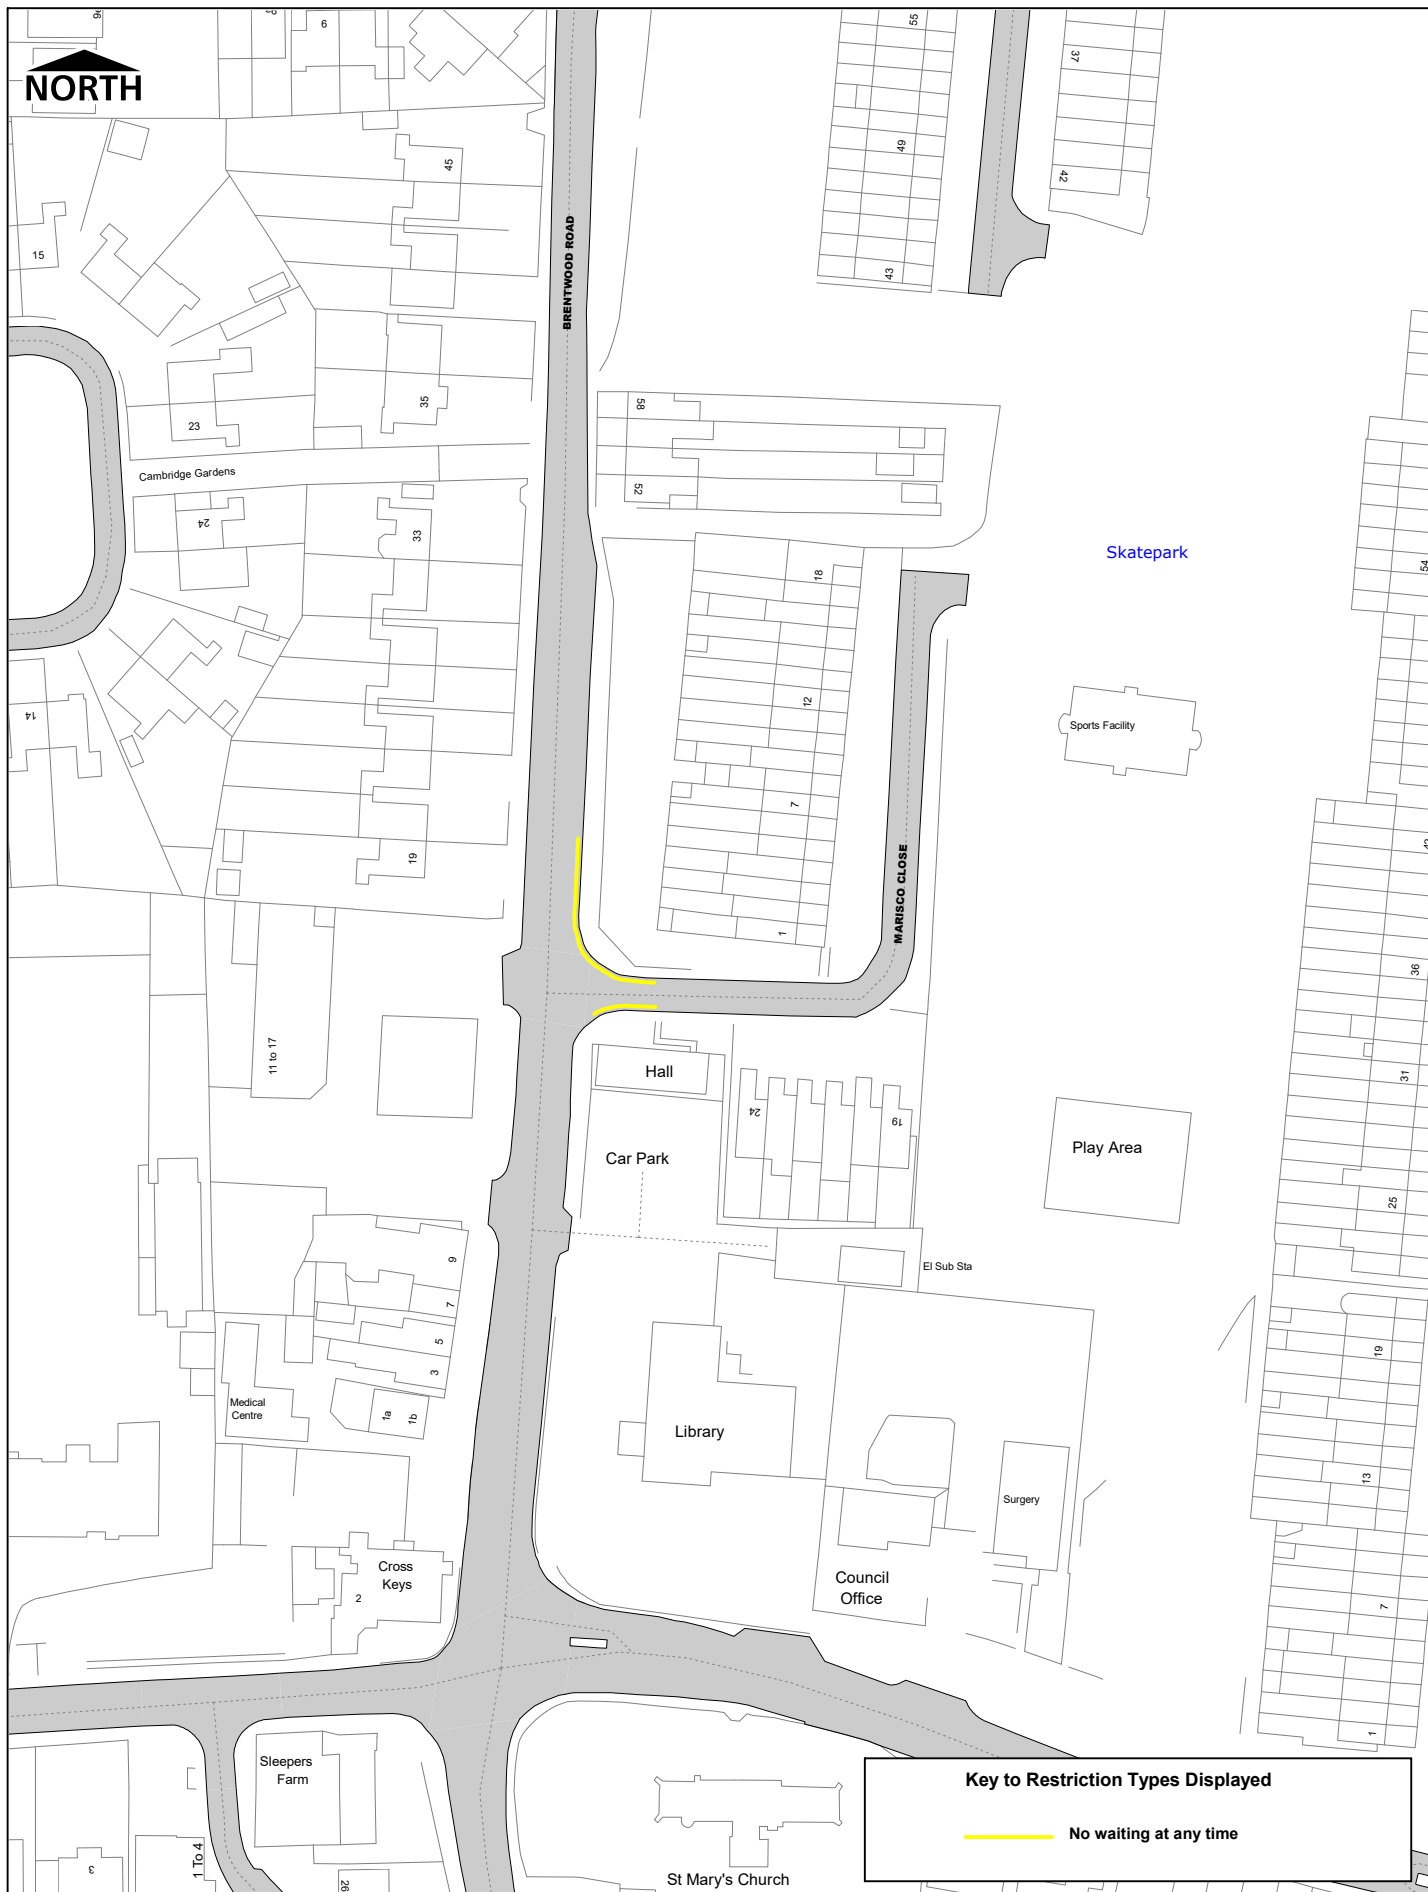 6
NORTH
55
37
49
45
42
15
43
BRENTWOOD ROAD
58
35
23
Cambridge Gardens
52
24
33
Skatepark
54
18
12
14
Sports Facility
7
19
MARISCO CLOSE
1
36
11 to 17
31
Hall
24
19
Car Park
Play Area
25
9
El Sub Sta
7
5
19
3
Medical
Centre
1a
1b
Library
13
Surgery
Cross
Keys
2
Council
Office
7
1
Sleepers
Farm
Key to Restriction Types Displayed
No waiting at any time
1 To 4
3
26
St Mary's Church